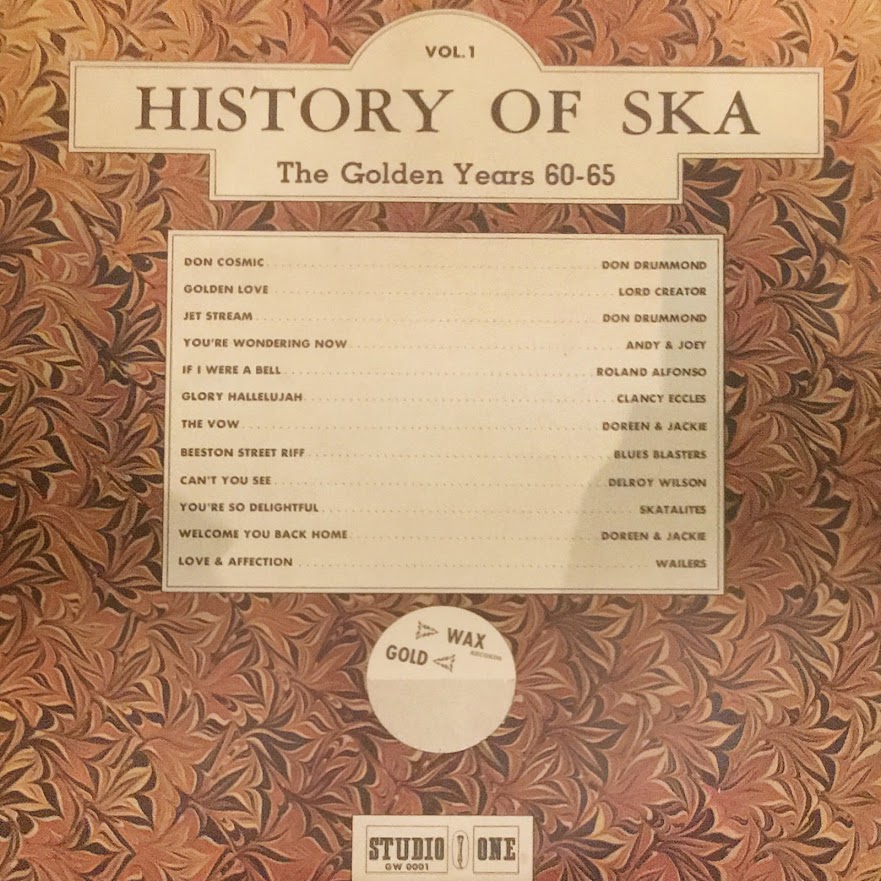 VOL. 1
HISTORY OF SKA
The Golden Years 60-65
DON COSMIC DON DRUMMOND
GOLDEN LOVE LORD CREATOR
JET STREAM DON DRUMMOND
YOU'RE WONDERING NOW ANDY & JOEY
IF I WERE A BELL ROLAND ALFONSO
GLORY HALLELUJAH CLANCY ECCLES
THE VOW DOREEN & JACKIE
BEESTON STREET RIFF BLUES BLASTERS
CAN'T YOU SEE DELROY WILSON
YOU'RE SO DELIGHTFUL SKATALITES
WELCOME YOU BACK HOME DOREEN & JACKIE
LOVE & AFFECTION WAILERS
WAX
RECORDS
GOLD
STUDIO ONE
GW 0001